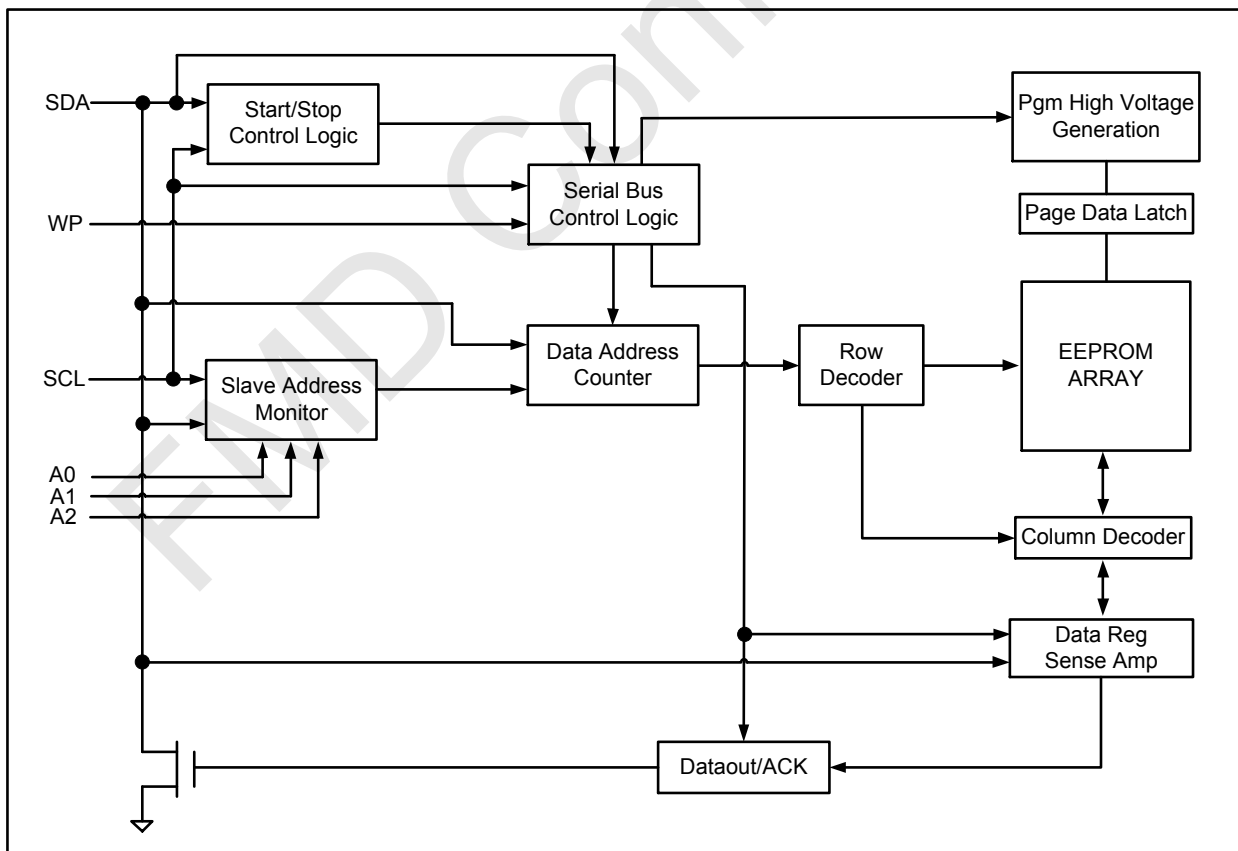 SDA
Start/Stop
Control Logic
Pgm High Voltage
Generation
Serial Bus
Control Logic
WP
Page Data Latch
Data Address
Counter
Row
Decoder
EEPROM
ARRAY
SCL
Slave Address
Monitor
A0
A1
A2
Column Decoder
Data Reg
Sense Amp
Dataout/ACK
FMD Com